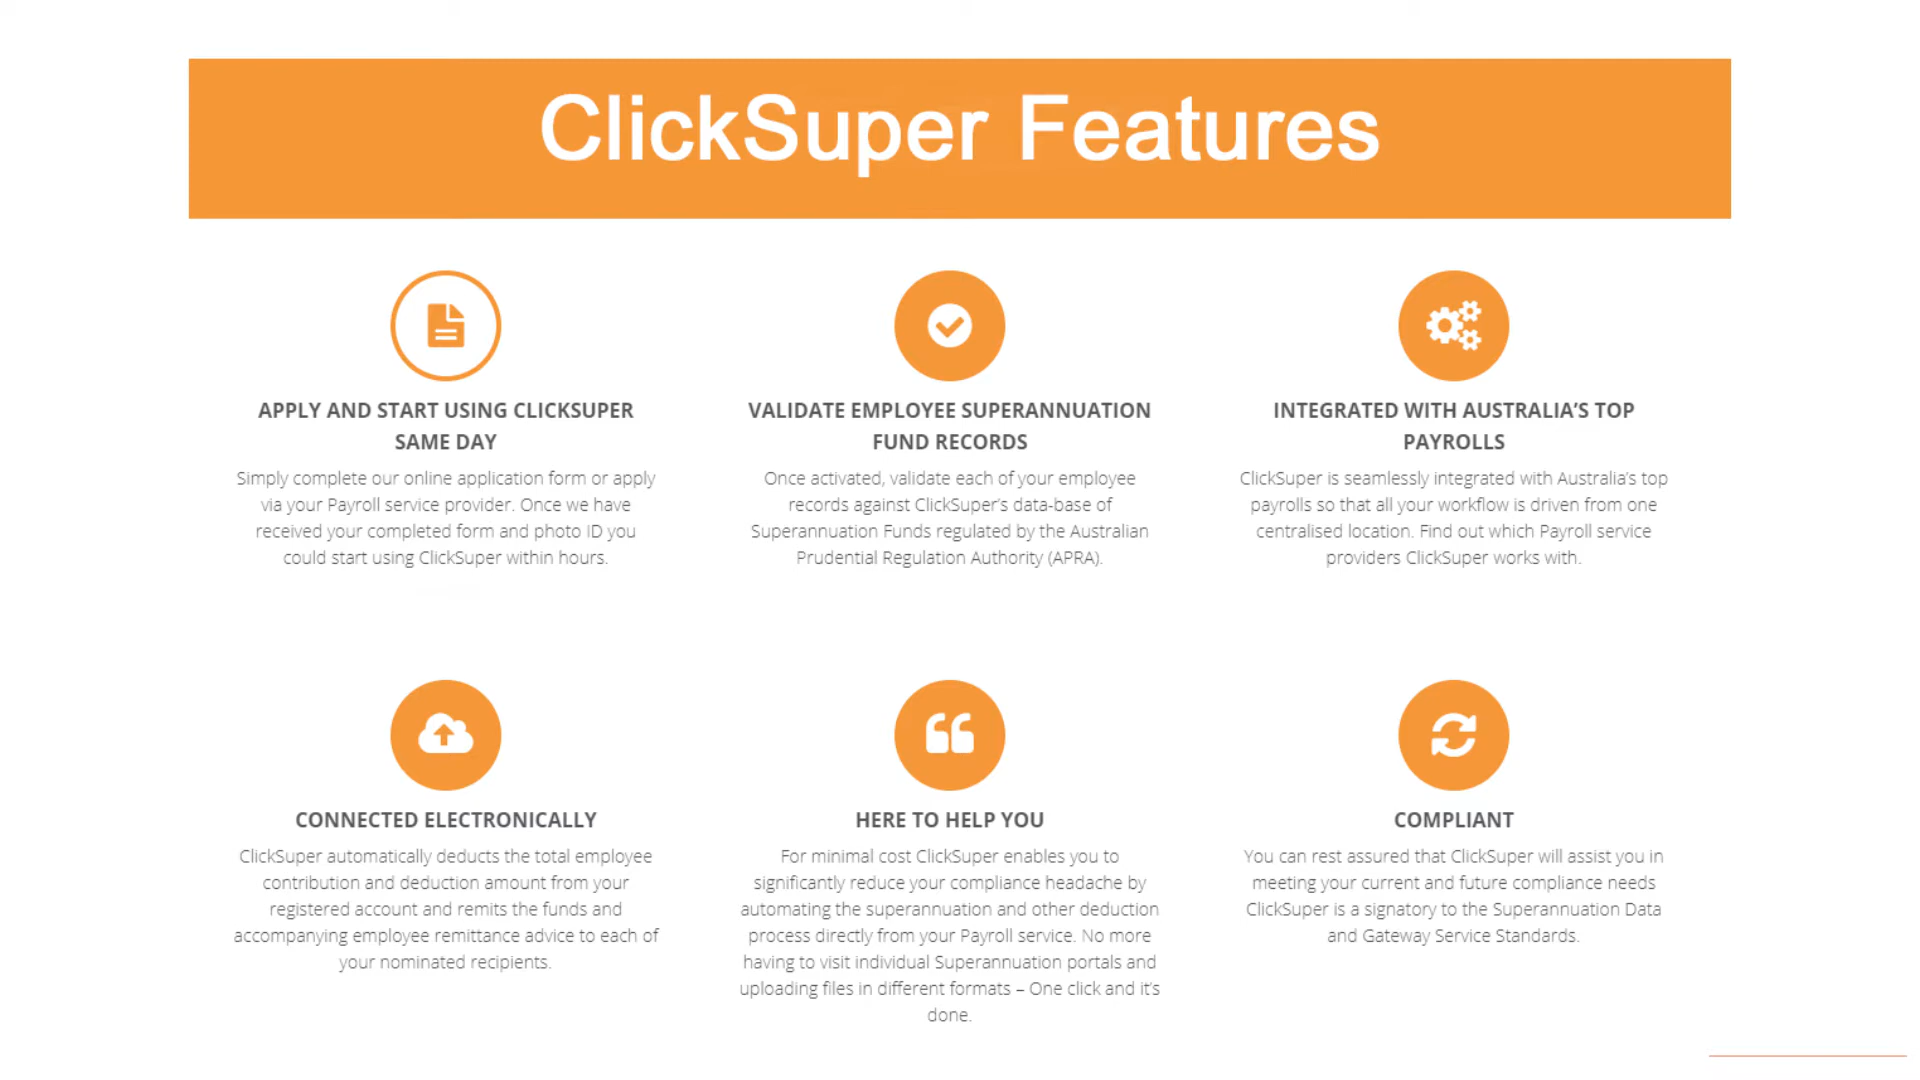 ClickSuper Features
APPLY AND START USING CLICKSUPER
SAME DAY
Simply complete our online application form or apply
via your Payroll service provider. Once we have
received your completed form and photo ID you
could start using ClickSuper within hours.
VALIDATE EMPLOYEE SUPERANNUATION
FUND RECORDS
Once activated, validate each of your employee
records against ClickSuper's data-base of
Superannuation Funds regulated by the Australian
Prudential Regulation Authority (APRA).
INTEGRATED WITH AUSTRALIA'S TOP
PAYROLLS
ClickSuper is seamlessly integrated with Australia's top
payrolls so that all your workflow is driven from one
centralised location. Find out which Payroll service
providers ClickSuper works with.
CONNECTED ELECTRONICALLY
ClickSuper automatically deducts the total employee
contribution and deduction amount from your
registered account and remits the funds and
accompanying employee remittance advice to each of
your nominated recipients.
HERE TO HELP YOU
For minimal cost ClickSuper enables you to
significantly reduce your compliance headache by
automating the superannuation and other deduction
process directly from your Payroll service. No more
having to visit individual Superannuation portals and
uploading files in different formats – One click and it's
done.
COMPLIANT
You can rest assured that ClickSuper will assist you in
meeting your current and future compliance needs
ClickSuper is a signatory to the Superannuation Data
and Gateway Service Standards.